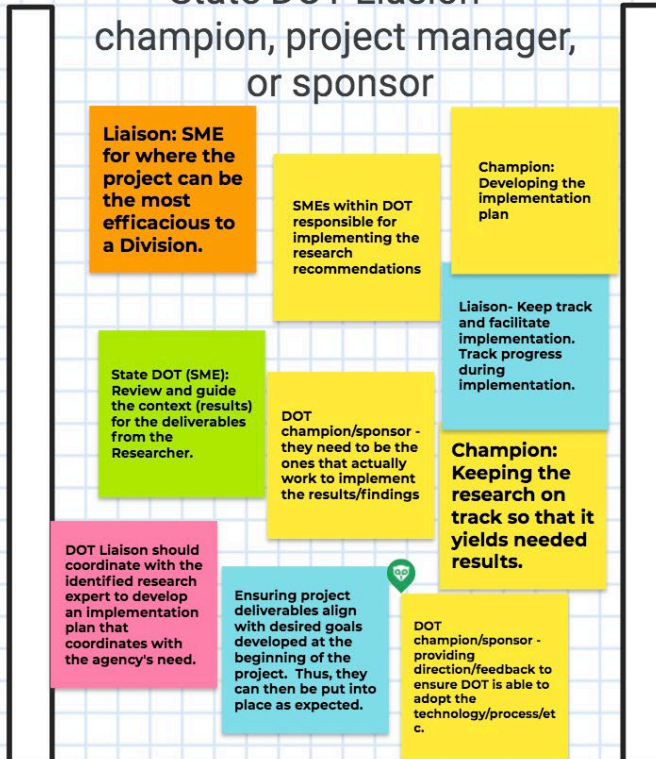 State DOT Liaison
champion, project manager,
or sponsor
Liaison: SME
for where the
project can be
the most
efficacious to
a Division.
SMEs within DOT
responsible for
implementing the
research
recommendations
Champion:
Developing the
implementation
plan
Liaison- Keep track
and facilitate
implementation.
Track progress
during
implementation.
State DOT (SME):
Review and guide
the context (results)
for the deliverables
from the
Researcher.
DOT
champion/sponsor -
they need to be the
ones that actually
work to implement
the results/findings
Champion:
Keeping the
research on
track so that it
yields needed
results.
DOT Liaison should
coordinate with the
identified research
expert to develop
an implementation
plan that
coordinates with
the agency's need.
Ensuring project
deliverables align
with desired goals
developed at the
beginning of the
project. Thus, they
can then be put into
place as expected.
DOT
champion/sponsor -
providing
direction/feedback to
ensure DOT is able to
adopt the
technology/process/et
c.